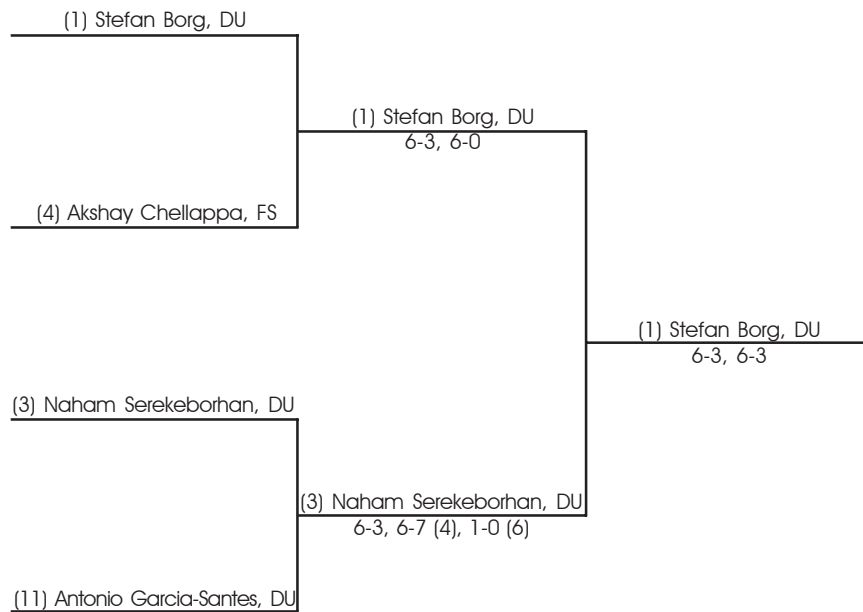 (1) Stefan Borg, DU
(1) Stefan Borg, DU
6-3, 6-0
(4) Akshay Chellappa, FS
(1) Stefan Borg, DU
6-3, 6-3
(3) Naham Serekeborhan, DU
(3) Naham Serekeborhan, DU
6-3, 6-7 (4), 1-0 (6)
(11) Antonio Garcia-Santes, DU